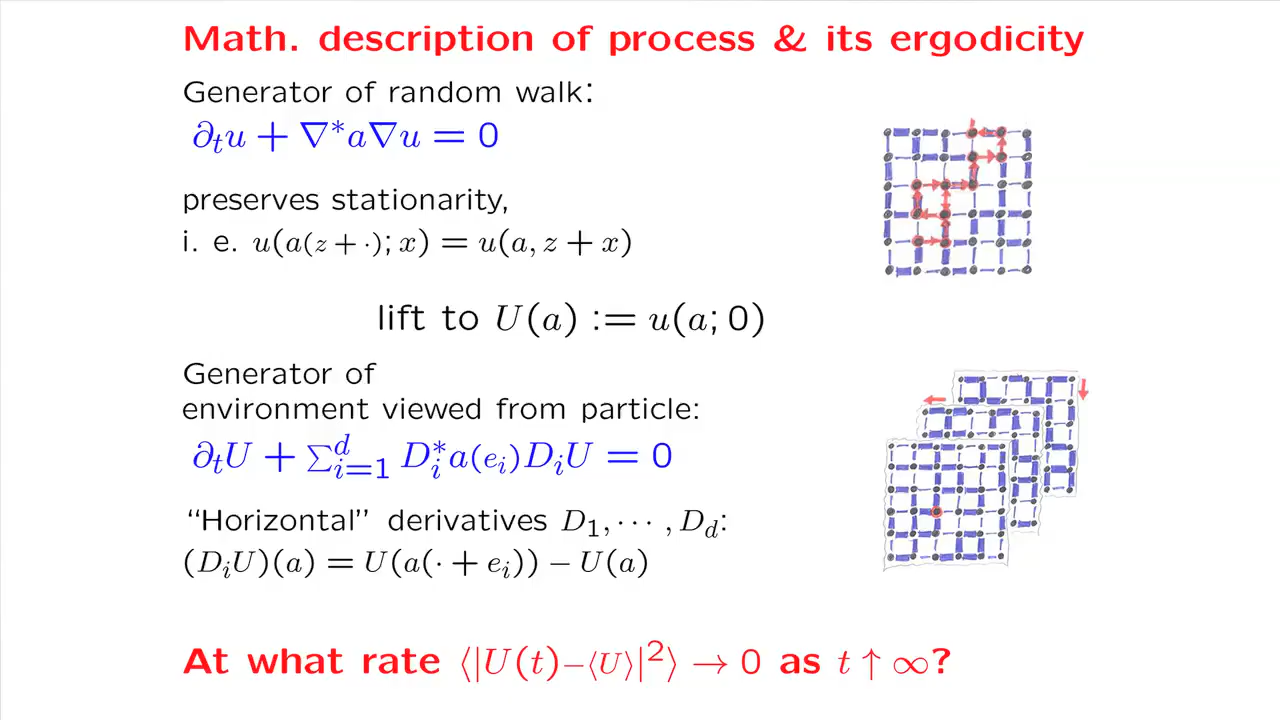 Math. description of process & its ergodicity
Generator of random walk:
∂ₜu + ∇*a∇u = 0
preserves stationarity,
i. e. u(a(z + ·); x) = u(a, z + x)
lift to U(a) := u(a; 0)
Generator of
environment viewed from particle:
∂ₜU + ∑ᵈᵢ₌₁ Dᵢ*a(eᵢ)DᵢU = 0
“Horizontal” derivatives D₁, ··· , D_d:
(DᵢU)(a) = U(a(· + eᵢ)) − U(a)
At what rate ⟨|U(t)−⟨U⟩|²⟩ → 0 as t ↑ ∞?